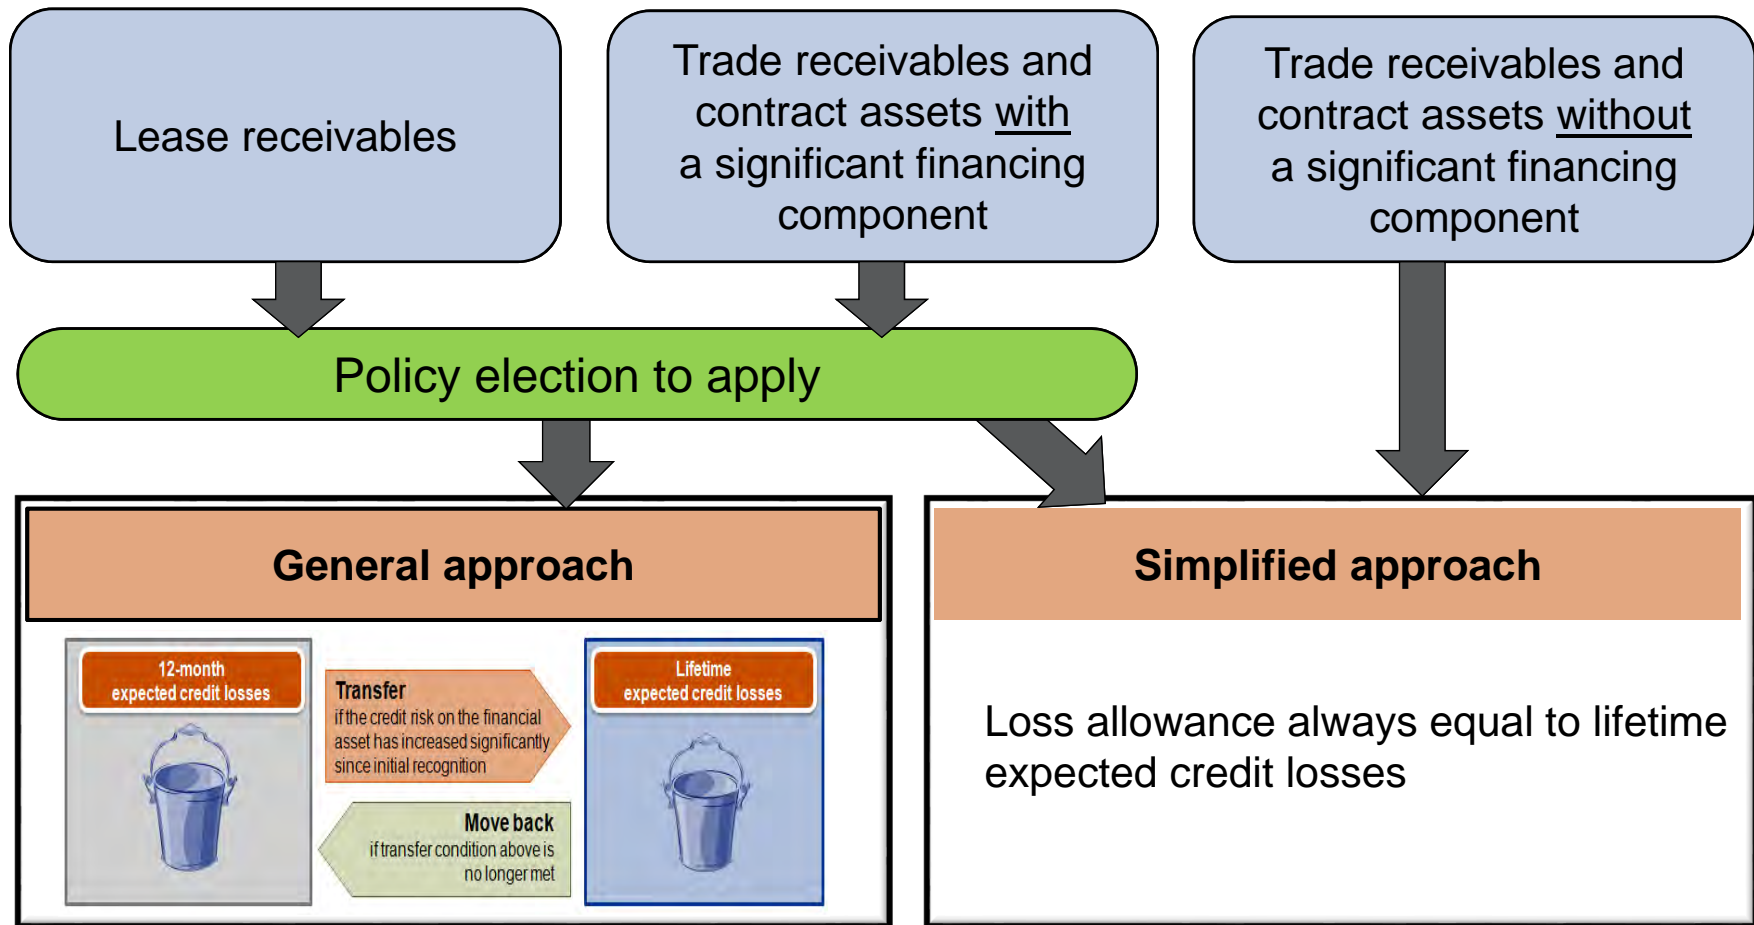 Lease receivables
Trade receivables and
contract assets with
a significant financing
component
Trade receivables and
contract assets without
a significant financing
component
Policy election to apply
General approach
12-month
expected credit losses
Transfer
if the credit risk on the financial
asset has increased significantly
since initial recognition
Move back
if transfer condition above is
no longer met
Lifetime
expected credit losses
Simplified approach
Loss allowance always equal to lifetime
expected credit losses